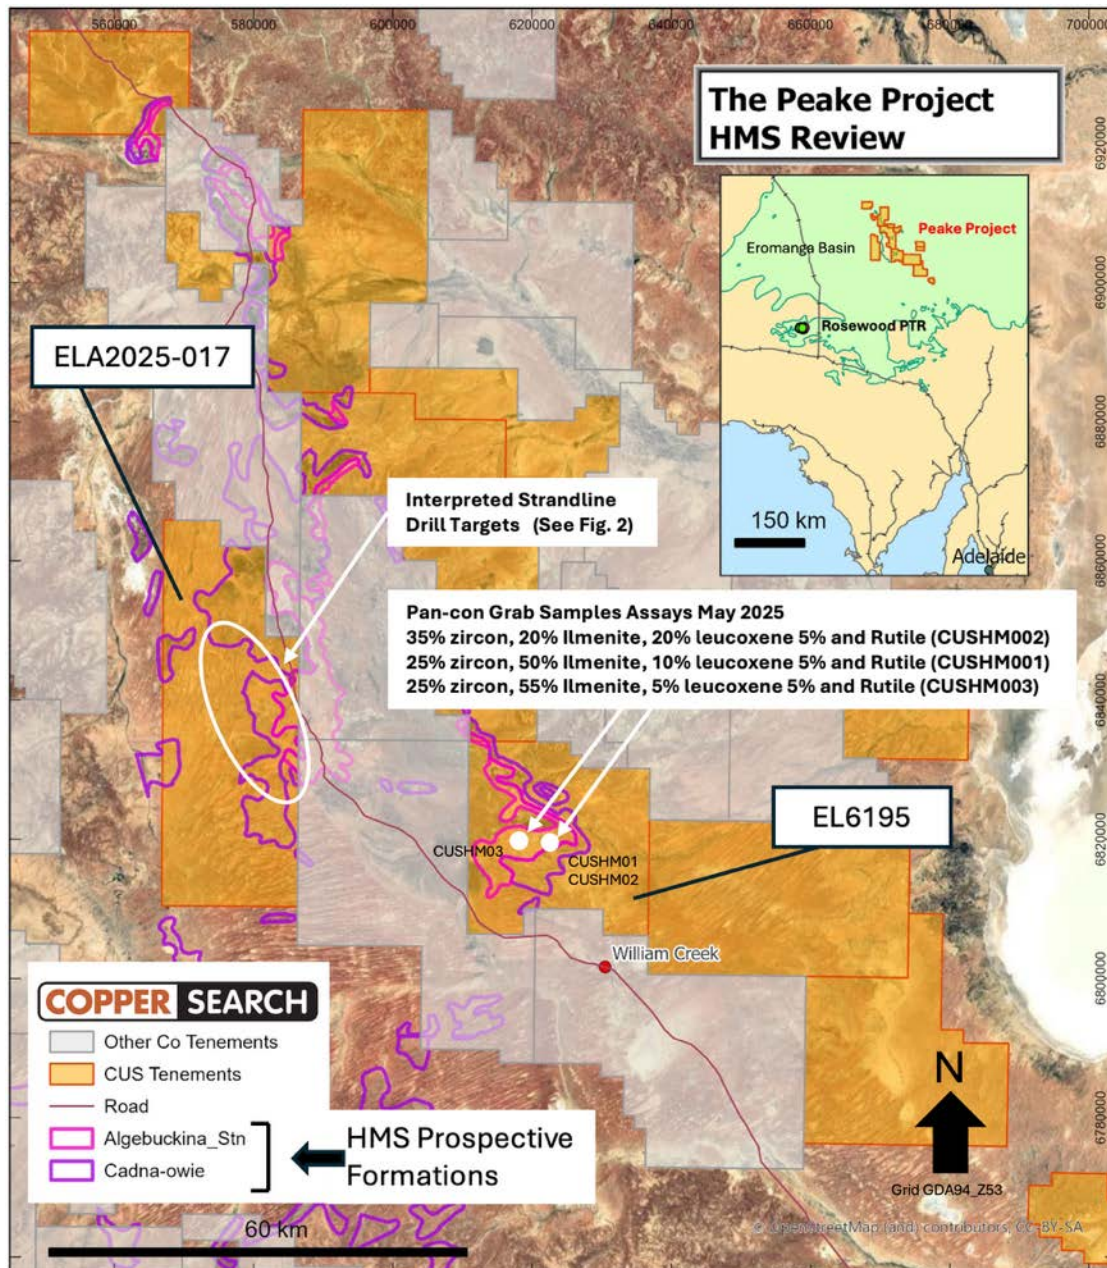 560000 580000 600000 620000 640000 660000 680000 700000
The Peake Project
HMS Review
6920000
Peake Project
Eromanga Basin
6900000
Rosewood PTR
ELA2025-017
6880000
Interpreted Strandline
Drill Targets (See Fig. 2)
150 km
Adelaide
6860000
Pan-con Grab Samples Assays May 2025
35% zircon, 20% Ilmenite, 20% leucoxene 5% and Rutile (CUSHM002)
25% zircon, 50% Ilmenite, 10% leucoxene 5% and Rutile (CUSHM001)
25% zircon, 55% Ilmenite, 5% leucoxene 5% and Rutile (CUSHM003)
6840000
EL6195
6820000
CUSHM03
CUSHM01
CUSHM02
William Creek
6800000
COPPER SEARCH
Other Co Tenements
CUS Tenements
Road
Algebuckina_Stn
Cadna-owie
HMS Prospective
Formations
N
6780000
Grid GDA94_Z53
60 km
© OpenStreetMap (and) contributors, CC-BY-SA